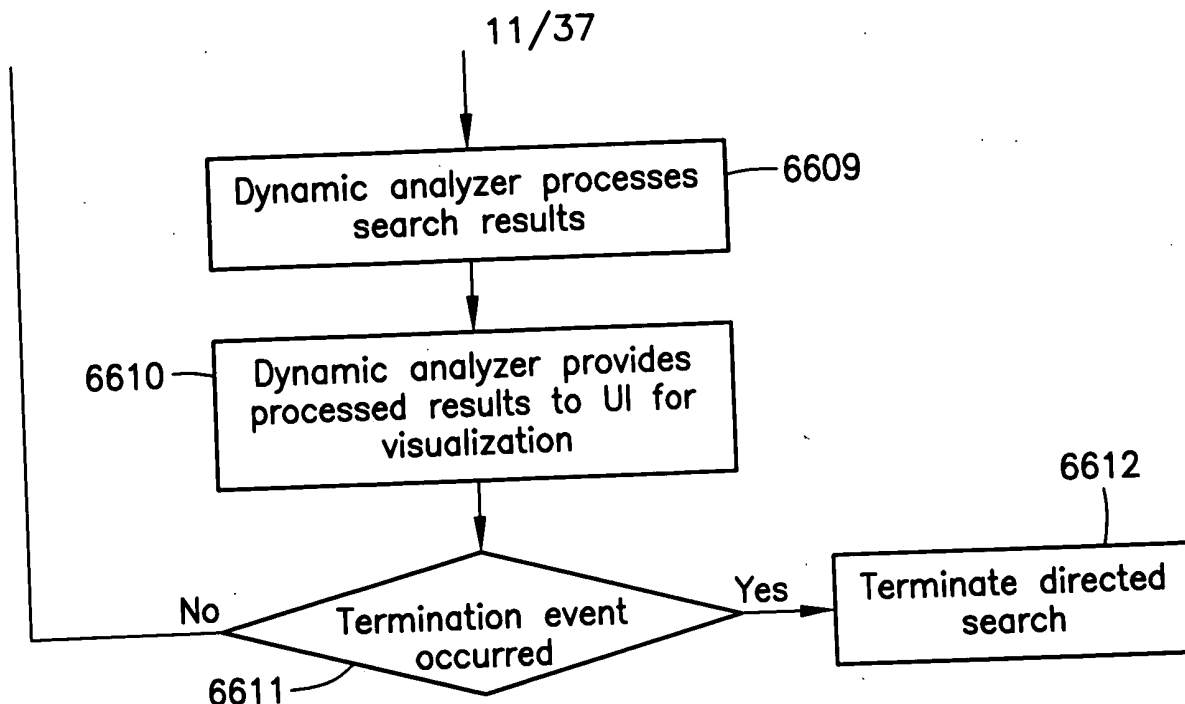 11/37
Dynamic analyzer processes
search results
6609
6610
Dynamic analyzer provides
processed results to UI for
visualization
6612
No
Termination event
occurred
Yes
Terminate directed
search
6611